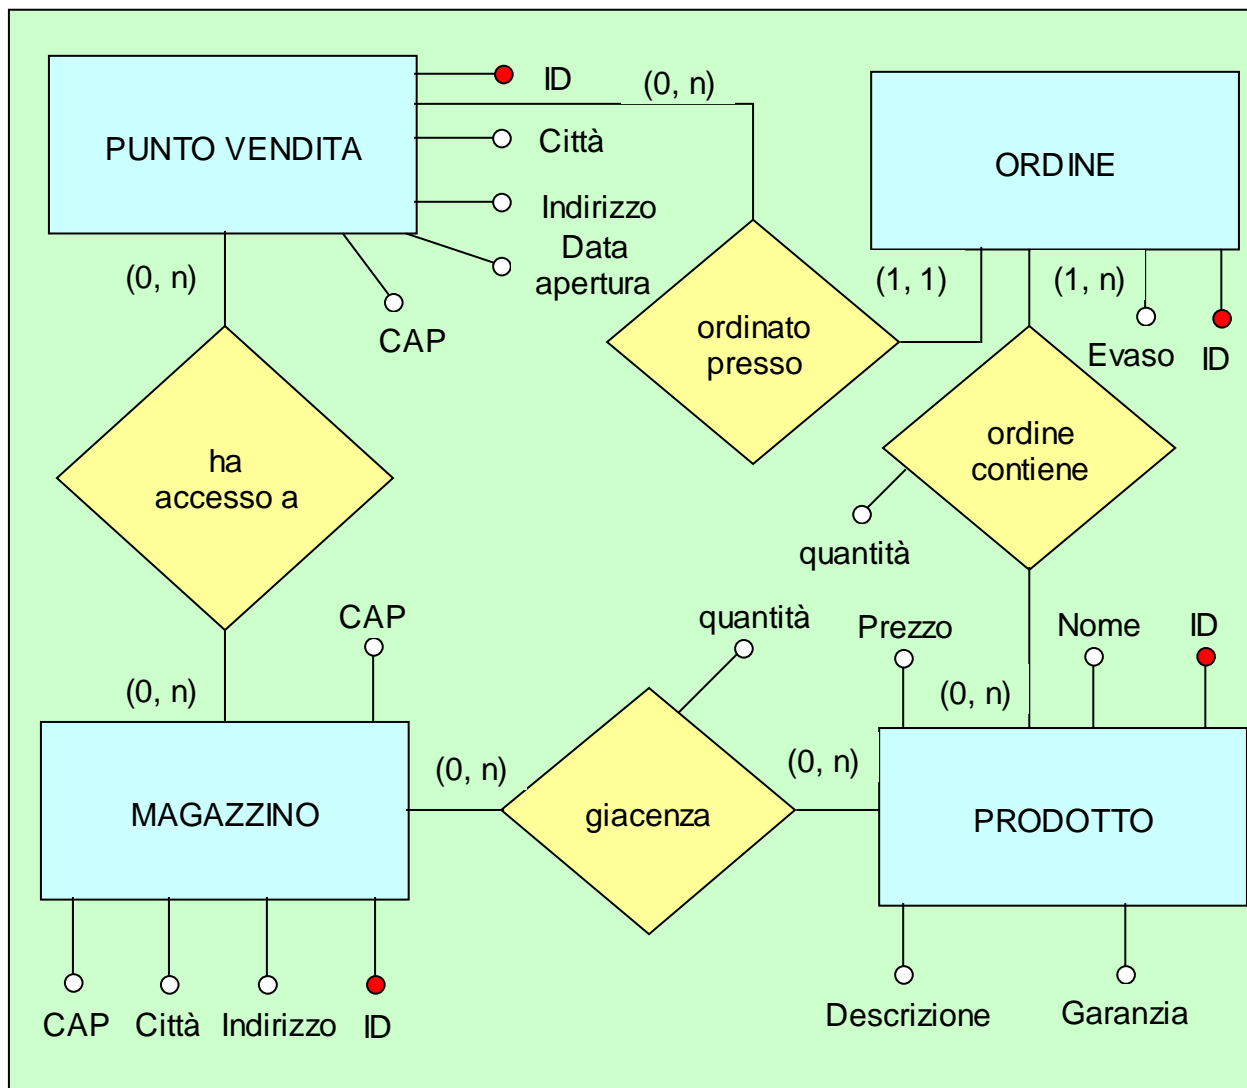 ID
(0, n)
PUNTO VENDITA
Città
ORDINE
Indirizzo
Data
apertura
(0, n)
(1, 1)
(1, n)
CAP
ordinato
presso
Evaso
ID
ha
accesso a
ordine
contiene
quantità
CAP
quantità
Prezzo
Nome
ID
(0, n)
(0, n)
(0, n)
(0, n)
MAGAZZINO
giacenza
PRODOTTO
CAP
Città
Indirizzo
ID
Descrizione
Garanzia